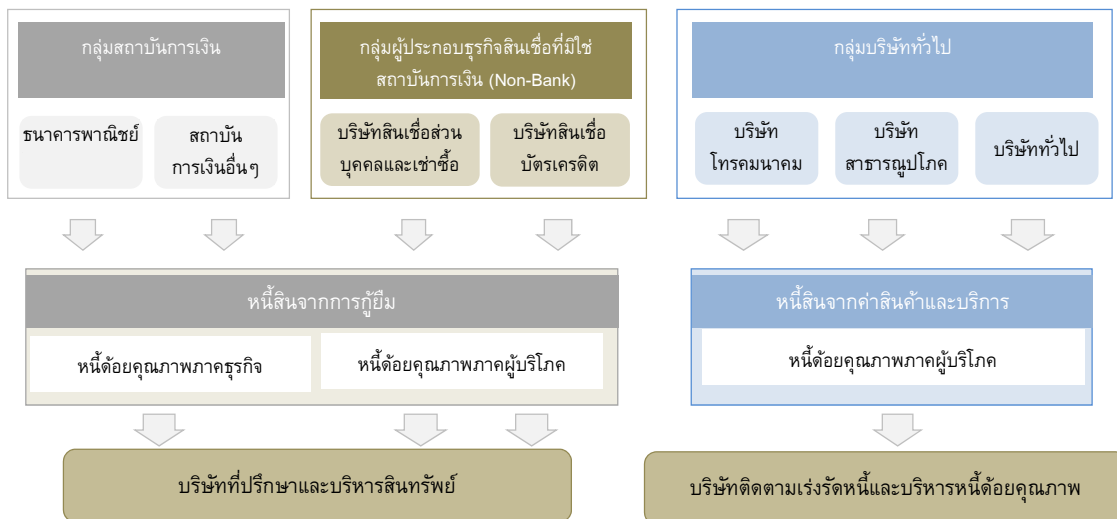 กลุ่มสถาบันการเงิน
ธนาคารพาณิชย์
สถาบัน
การเงินอื่นๆ
กลุ่มผู้ประกอบธุรกิจสินเชื่อที่มิใช่
สถาบันการเงิน (Non-Bank)
บริษัทสินเชื่อส่วน
บุคคลและเช่าซื้อ
บริษัทสินเชื่อ
บัตรเครดิต
กลุ่มบริษัททั่วไป
บริษัท
โทรคมนาคม
บริษัท
สาธารณูปโภค
บริษัททั่วไป
หนี้สินจากการกู้ยืม
หนี้ด้อยคุณภาพภาคธุรกิจ
หนี้ด้อยคุณภาพภาคผู้บริโภค
หนี้สินจากค่าสินค้าและบริการ
หนี้ด้อยคุณภาพภาคผู้บริโภค
บริษัทที่ปรึกษาและบริหารสินทรัพย์
บริษัทติดตามเร่งรัดหนี้และบริหารหนี้ด้อยคุณภาพ